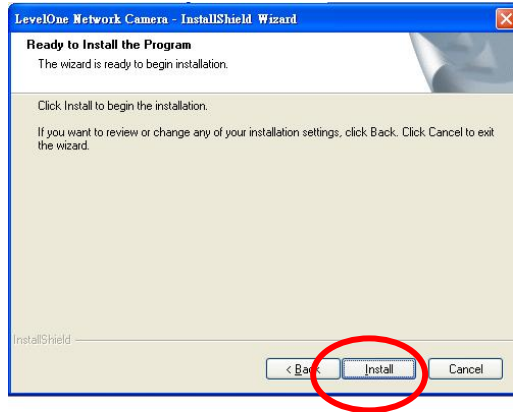 LevelOne Network Camera - InstallShield Wizard
Ready to Install the Program
The wizard is ready to begin installation.
Click Install to begin the installation.
If you want to review or change any of your installation settings, click Back. Click Cancel to exit
the wizard.
InstallShield
< Back Install Cancel